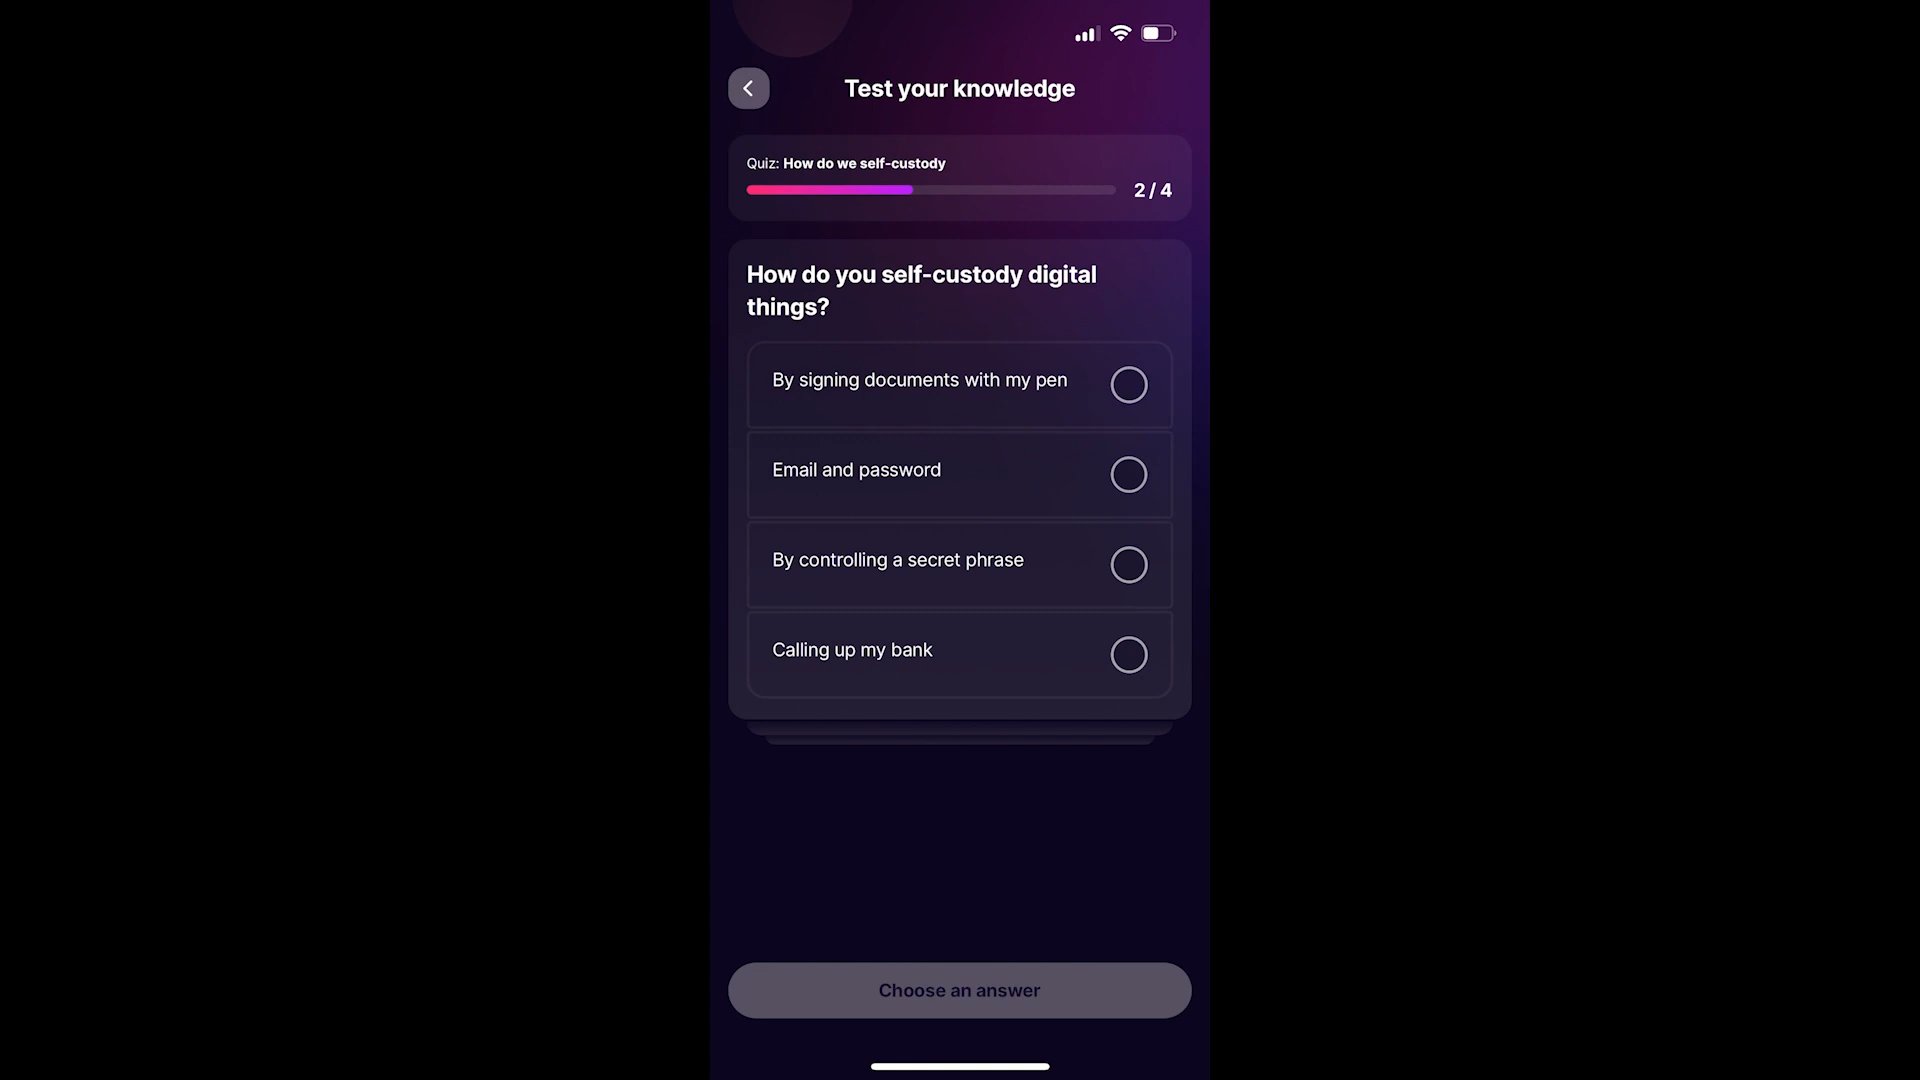 Test your knowledge
Quiz: How do we self-custody
2 / 4
How do you self-custody digital
things?
By signing documents with my pen
Email and password
By controlling a secret phrase
Calling up my bank
Choose an answer